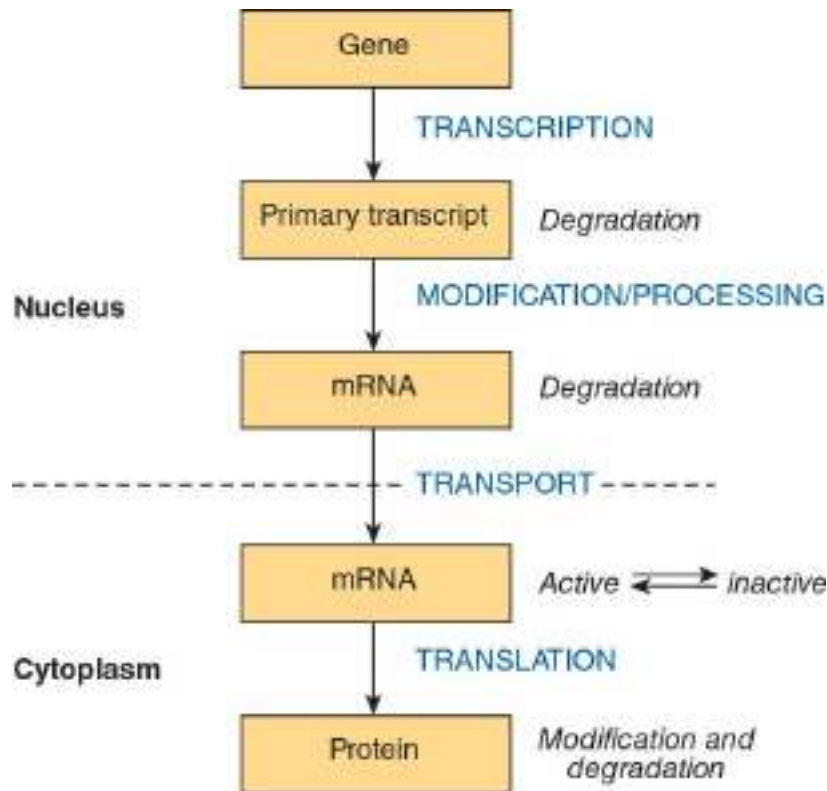 Gene
TRANSCRIPTION
Primary transcript Degradation
MODIFICATION/PROCESSING
Nucleus
mRNA Degradation
TRANSPORT
mRNA Active inactive
TRANSLATION
Cytoplasm
Protein Modification and
degradation